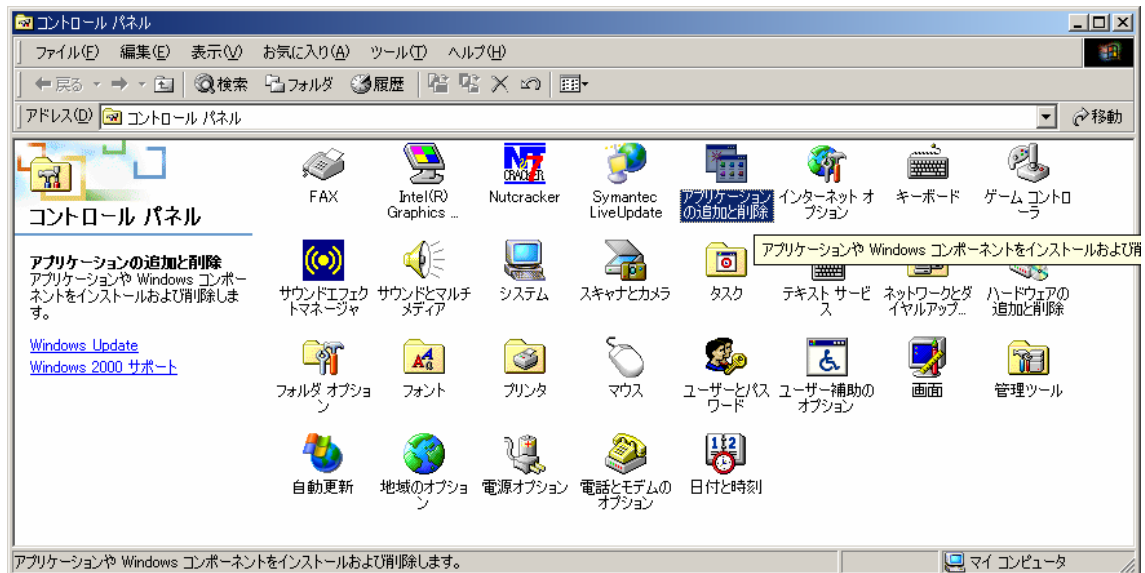 コントロール パネル
ファイル(F) 編集(E) 表示(V) お気に入り(A) ツール(T) ヘルプ(H)
戻る 検索 フォルダ 履歴
アドレス(D) コントロール パネル 移動
コントロール パネル
アプリケーションの追加と削除
アプリケーションや Windows コンポー
ネントをインストールおよび削除しま
す。
Windows Update
Windows 2000 サポート
FAX
Intel(R)
Graphics ...
NUT
CRACKER
7
Nutcracker
Symantec
LiveUpdate
アプリケーション
の追加と削除
インターネット オ
プション
キーボード
ゲーム コントロ
ーラ
アプリケーションや Windows コンポーネントをインストールおよび削
サウンドエフェク
トマネージャ
サウンドとマルチ
メディア
システム
スキャナとカメラ
タスク
テキスト サービ
ス
ネットワークとダ
イヤルアップ...
ハードウェアの
追加と削除
フォルダ オプショ
ン
フォント
プリンタ
マウス
ユーザーとパス
ワード
ユーザー補助の
オプション
画面
管理ツール
自動更新
地域のオプショ
ン
電源オプション
電話とモデムの
オプション
日付と時刻
アプリケーションや Windows コンポーネントをインストールおよび削除します。
マイ コンピュータ